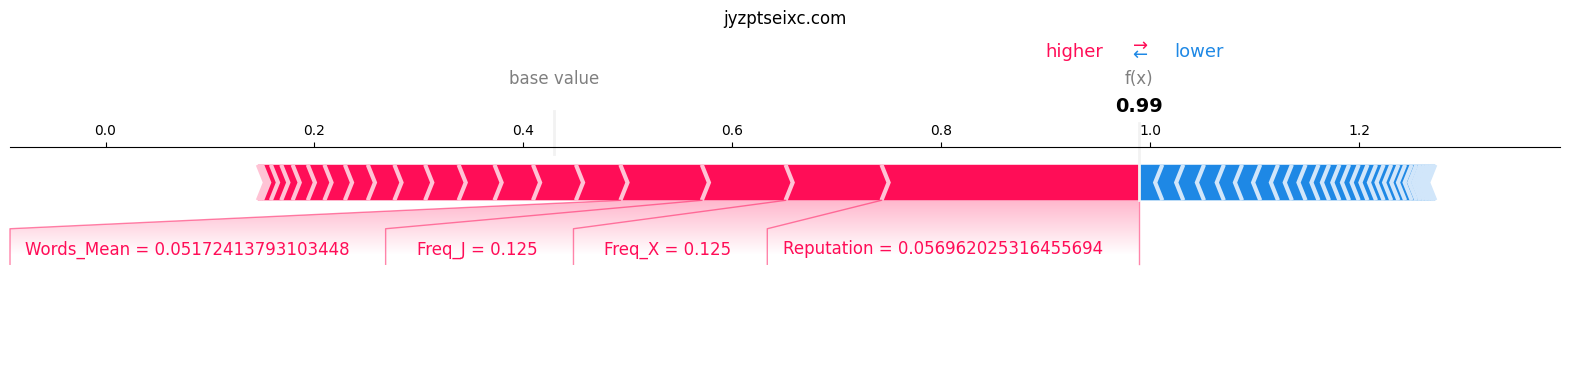 jyzptseixc.com
higher → ← lower
base value f(x)
0.99
0.0 0.2 0.4 0.6 0.8 1.0 1.2
Words_Mean = 0.05172413793103448 Freq_J = 0.125 Freq_X = 0.125 Reputation = 0.056962025316455694